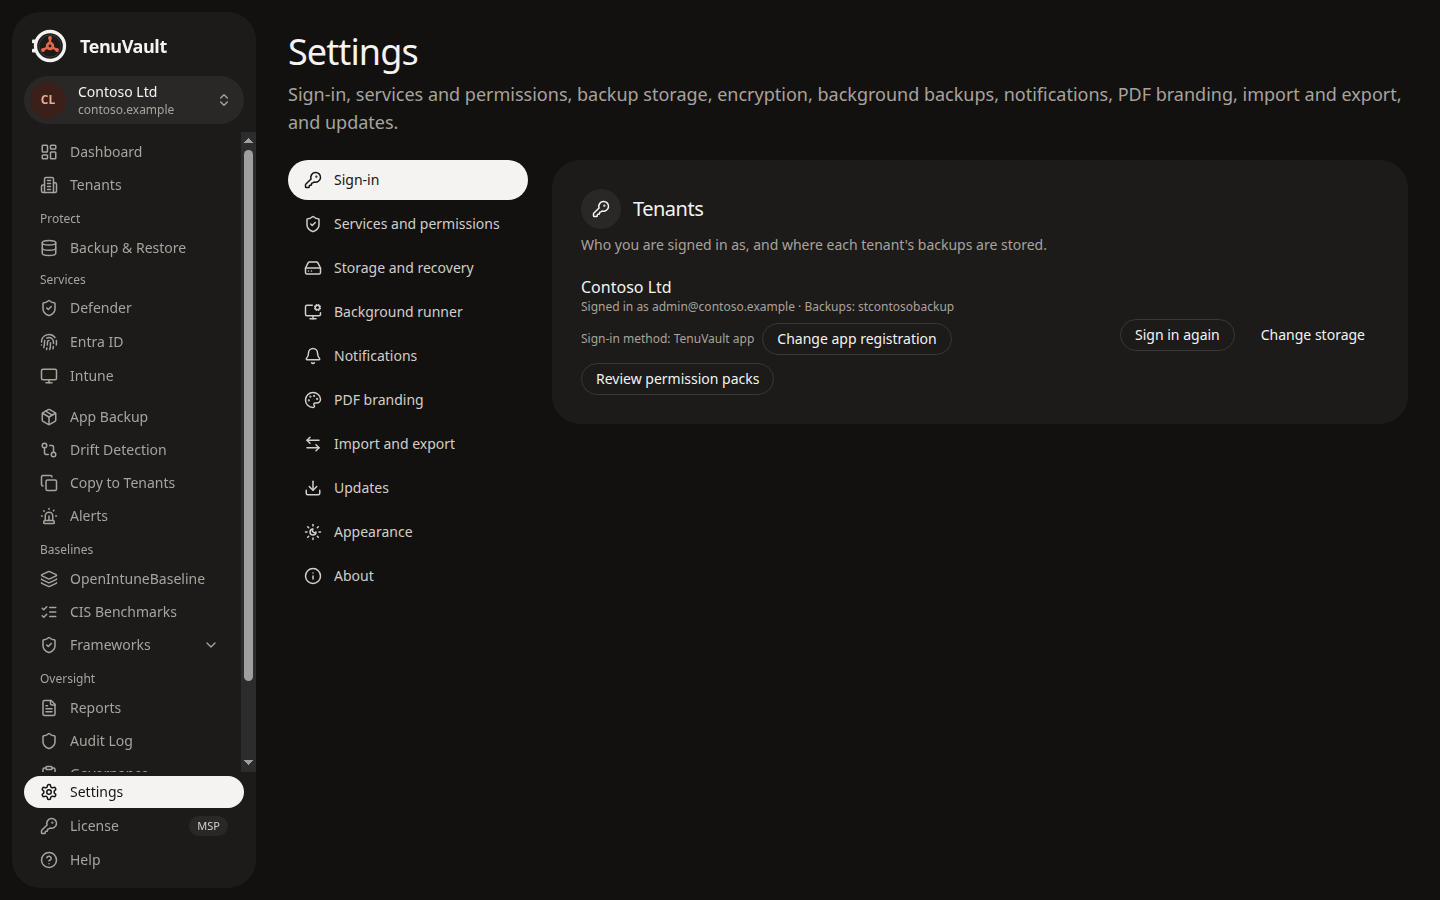 TenuVault
CL
Contoso Ltd
contoso.example
Dashboard
Tenants
Protect
Backup & Restore
Services
Defender
Entra ID
Intune
App Backup
Drift Detection
Copy to Tenants
Alerts
Baselines
OpenIntuneBaseline
CIS Benchmarks
Frameworks
Oversight
Reports
Audit Log
Settings
License
MSP
Help
Settings
Sign-in, services and permissions, backup storage, encryption, background backups, notifications, PDF branding, import and export,
and updates.
Sign-in
Services and permissions
Storage and recovery
Background runner
Notifications
PDF branding
Import and export
Updates
Appearance
About
Tenants
Who you are signed in as, and where each tenant's backups are stored.
Contoso Ltd
Signed in as admin@contoso.example · Backups: stcontosobackup
Sign-in method: TenuVault app
Change app registration
Review permission packs
Sign in again
Change storage